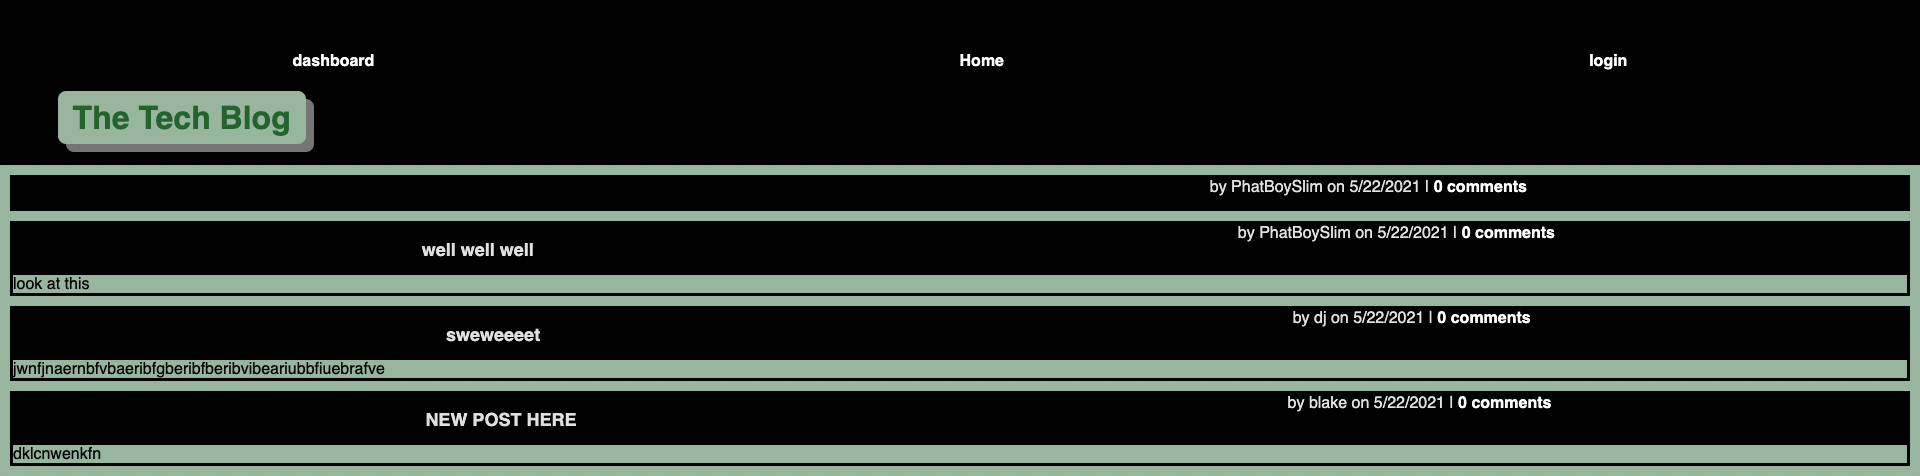 dashboard Home login
The Tech Blog
by PhatBoySlim on 5/22/2021 | 0 comments
well well well by PhatBoySlim on 5/22/2021 | 0 comments
look at this
sweweeeet by dj on 5/22/2021 | 0 comments
jwnfjnaernbfvbaeribfgberibfberibvibeariubbfiuebrafve
NEW POST HERE by blake on 5/22/2021 | 0 comments
dklcnwenkfn